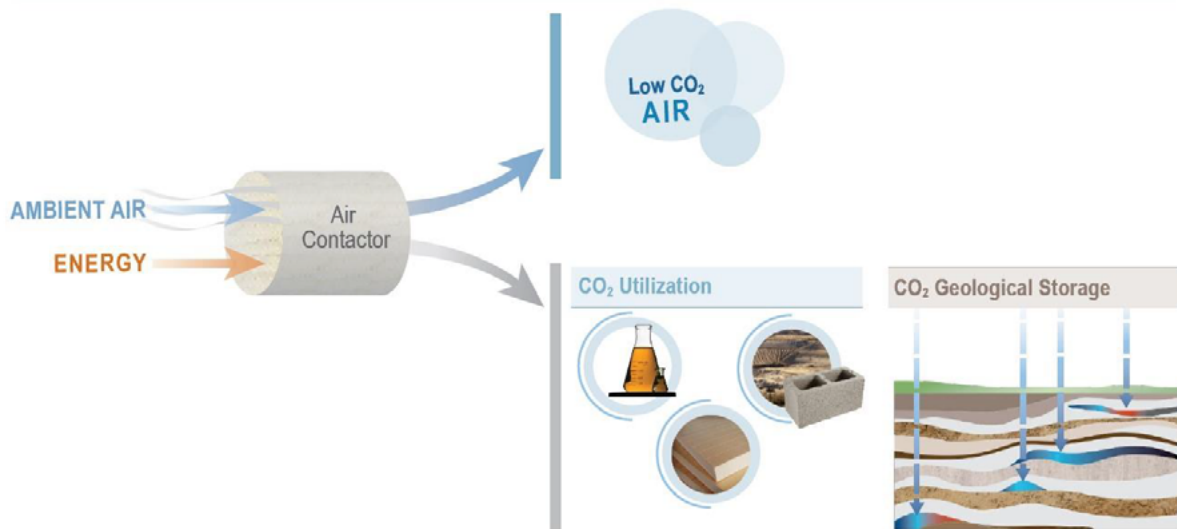 Low CO₂
AIR
AMBIENT AIR
ENERGY
Air
Contactor
CO₂ Utilization
CO₂ Geological Storage